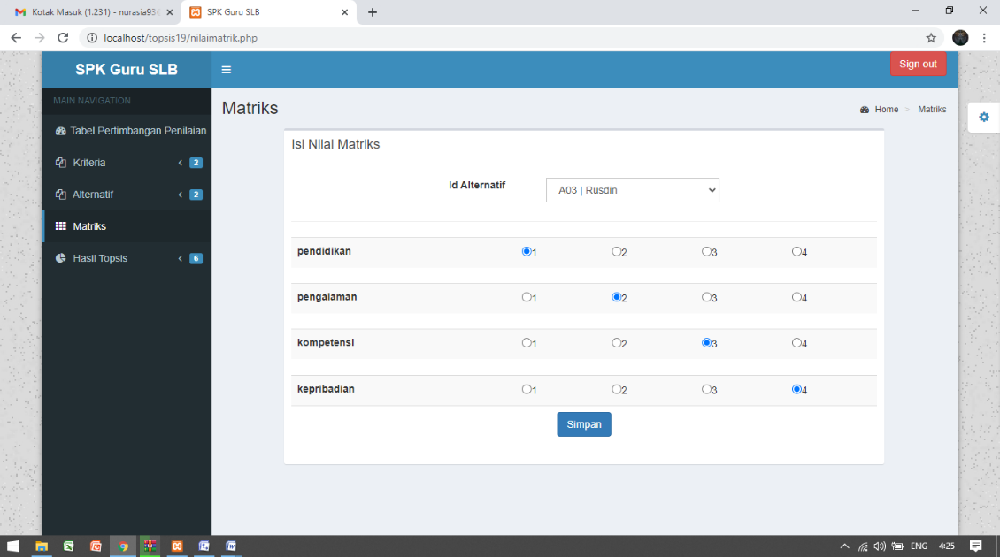 Kotak Masuk (1.231) - nurasia93
SPK Guru SLB
localhost/topsis19/nilaimatrik.php
SPK Guru SLB
Sign out
MAIN NAVIGATION
Tabel Pertimbangan Penilaian
Kriteria 2
Alternatif 2
Matriks
Hasil Topsis 6
Matriks
Home > Matriks
Isi Nilai Matriks
Id Alternatif A03 | Rusdin
pendidikan 1 2 3 4
pengalaman 1 2 3 4
kompetensi 1 2 3 4
kepribadian 1 2 3 4
Simpan
ENG 4:25